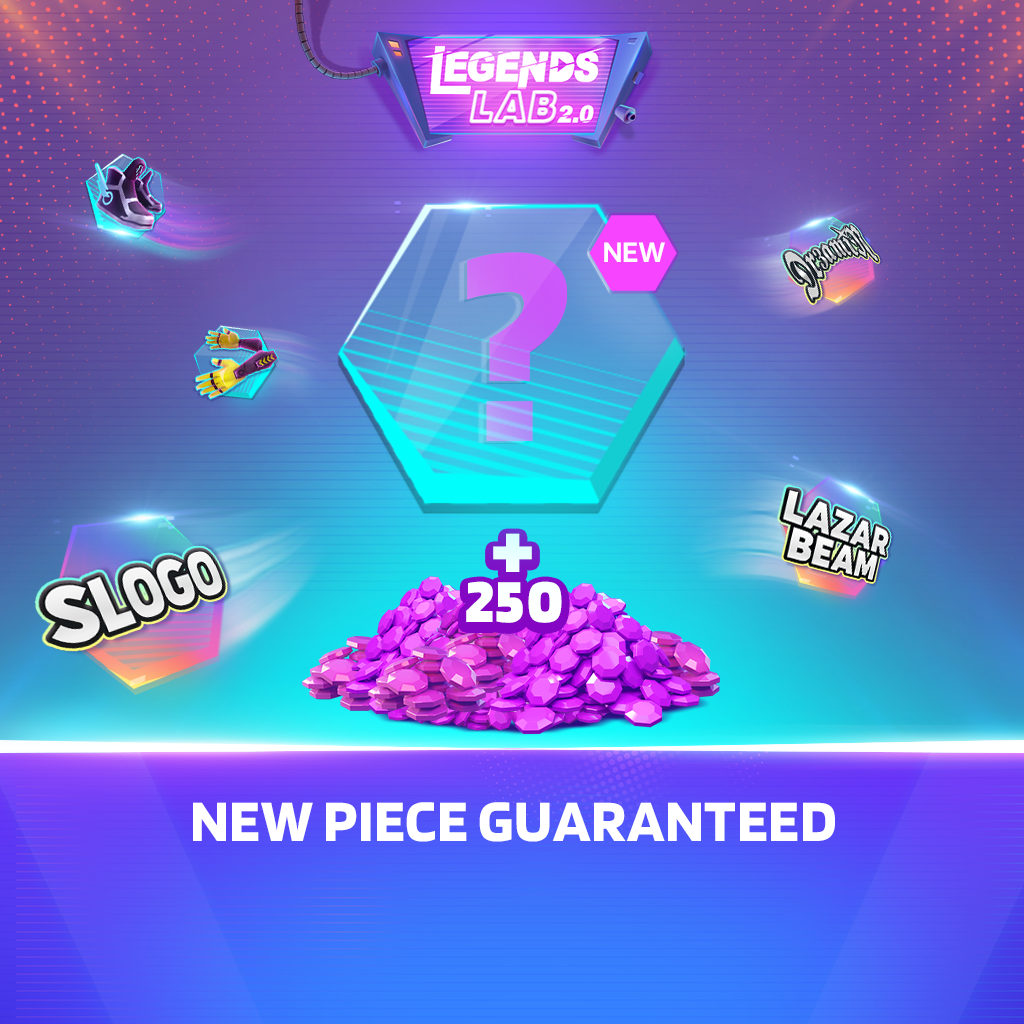 LEGENDS
LAB 2.0
NEW
?
SLOGO
LAZAR
BEAM
+
250
NEW PIECE GUARANTEED